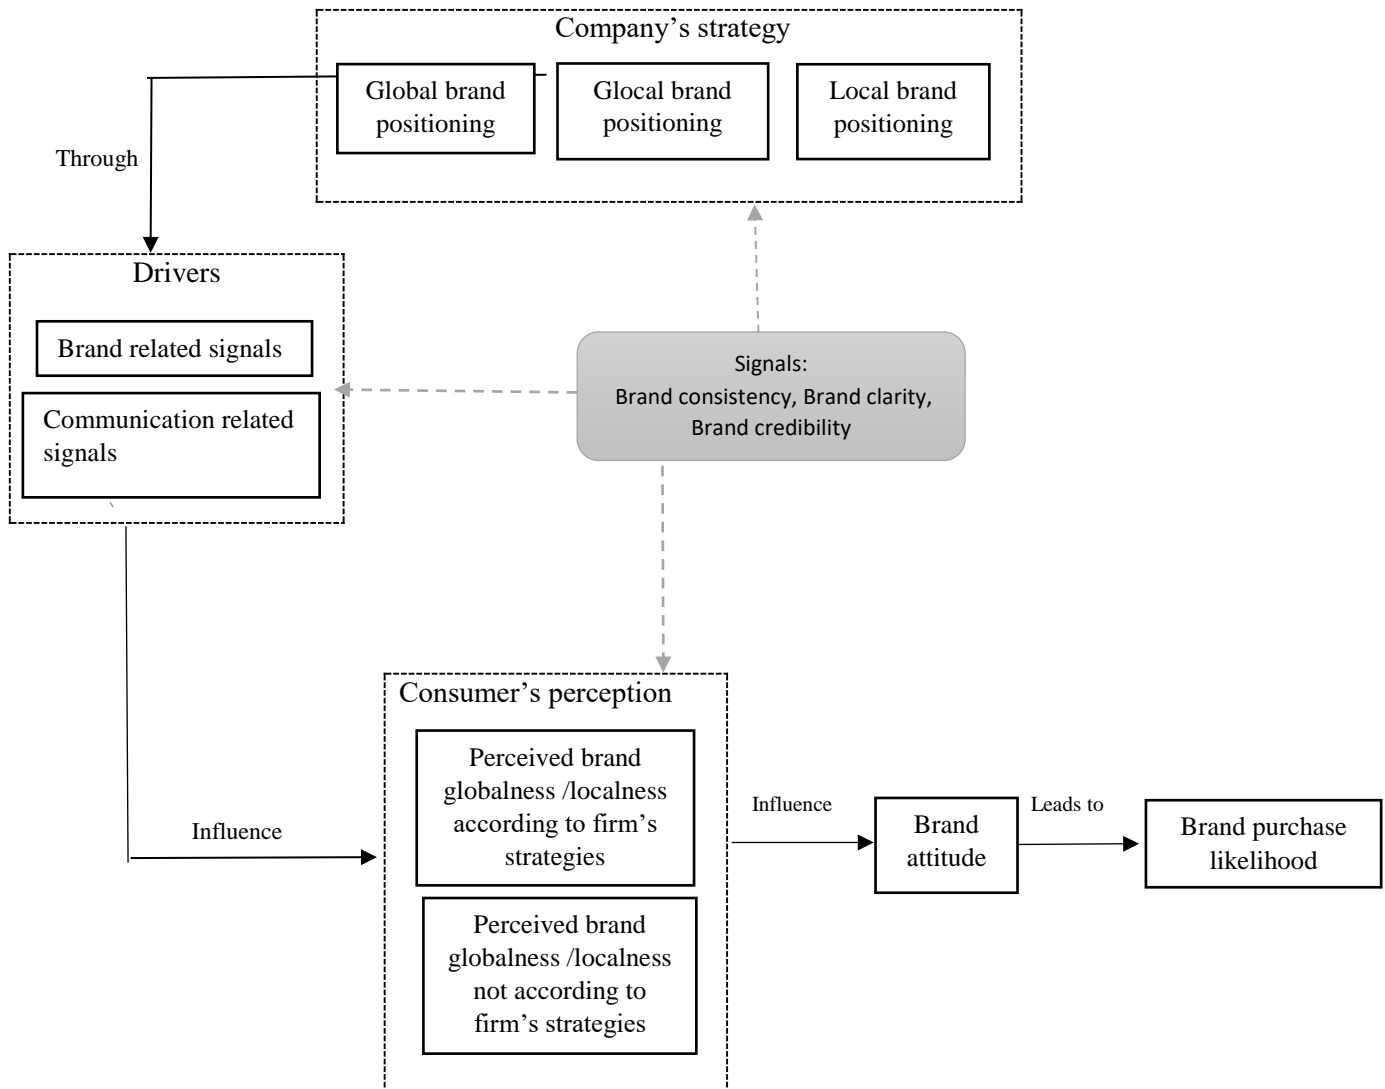 Company’s strategy
Global brand
positioning
Glocal brand
positioning
Local brand
positioning
Through
Drivers
Brand related signals
Communication related
signals
Signals:
Brand consistency, Brand clarity,
Brand credibility
Consumer’s perception
Perceived brand
globalness /localness
according to firm’s
strategies
Perceived brand
globalness /localness
not according to
firm’s strategies
Influence
Influence
Brand
attitude
Leads to
Brand purchase
likelihood